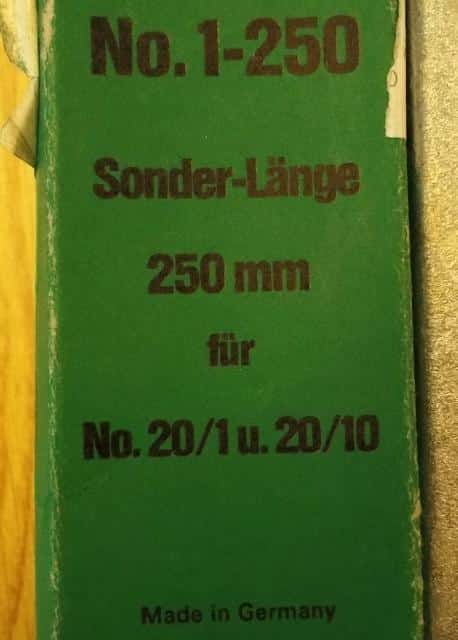 No. 1-250
Sonder-Länge
250 mm
für
No. 20/1 u. 20/10
Made in Germany